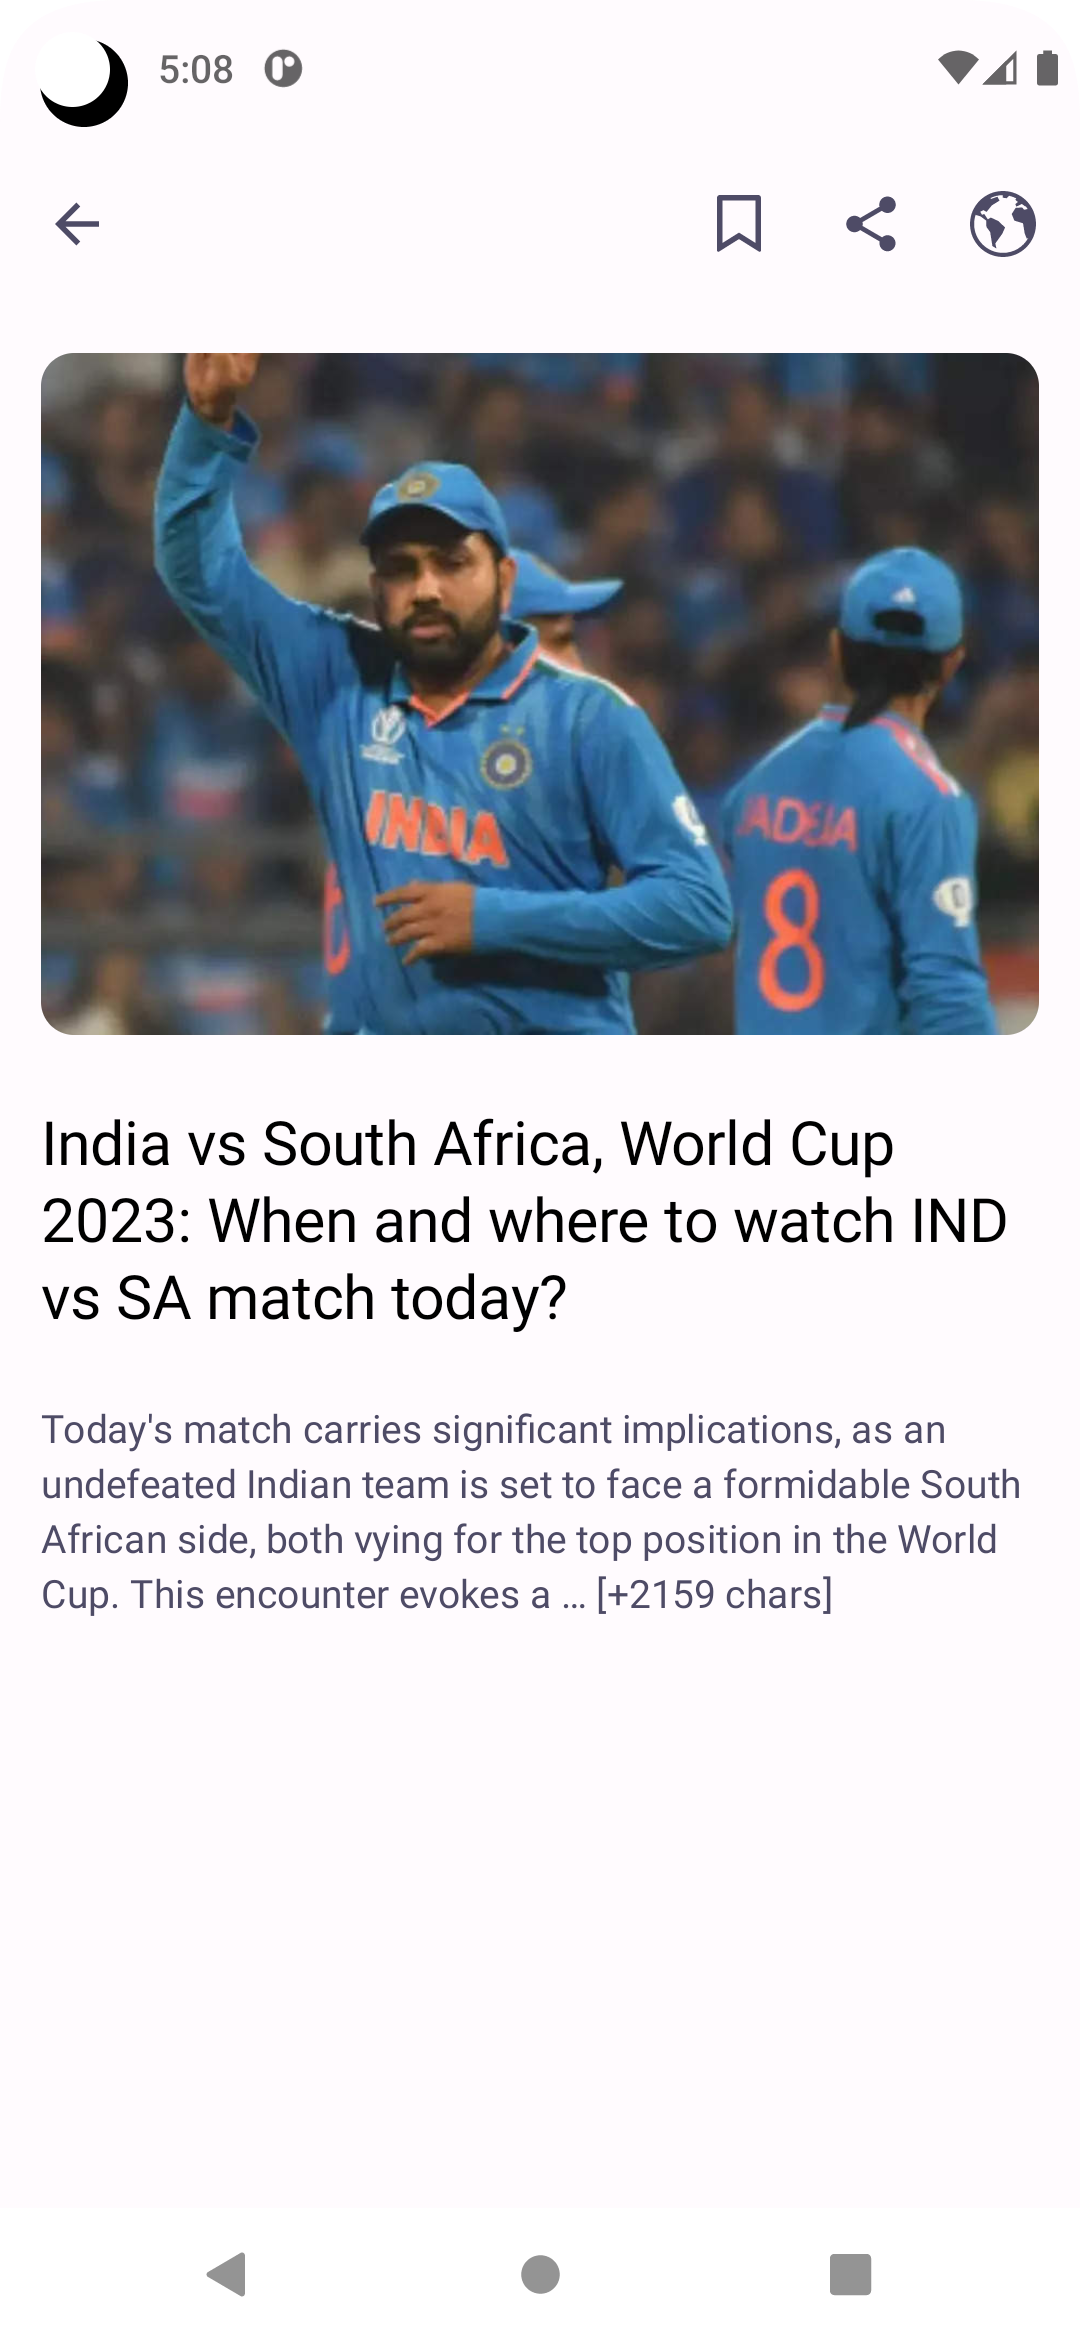 5:08
INDIA
JADEJA
8
India vs South Africa, World Cup
2023: When and where to watch IND
vs SA match today?
Today's match carries significant implications, as an
undefeated Indian team is set to face a formidable South
African side, both vying for the top position in the World
Cup. This encounter evokes a … [+2159 chars]